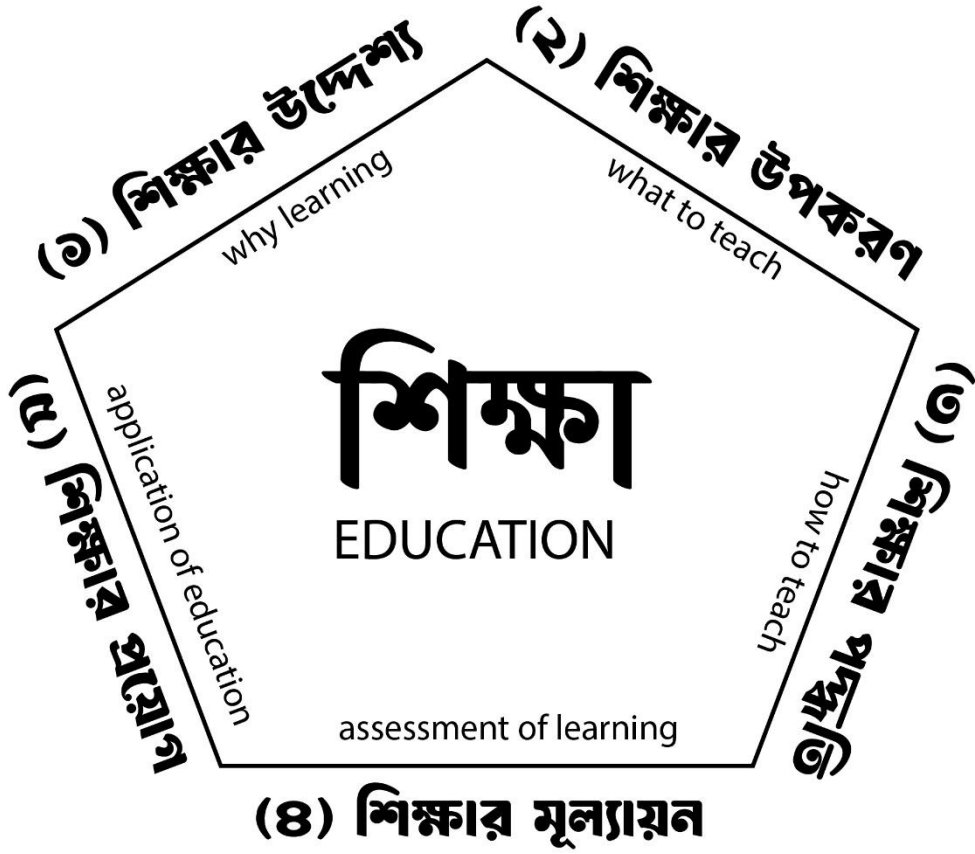 (১) শিক্ষার উদ্দেশ্য
why learning
(২) শিক্ষার উপকরণ
what to teach
(৩) শিক্ষার পদ্ধতি
how to teach
(৪) শিক্ষার মূল্যায়ন
assessment of learning
(৫) শিক্ষার প্রয়োগ
application of education
শিক্ষা
EDUCATION